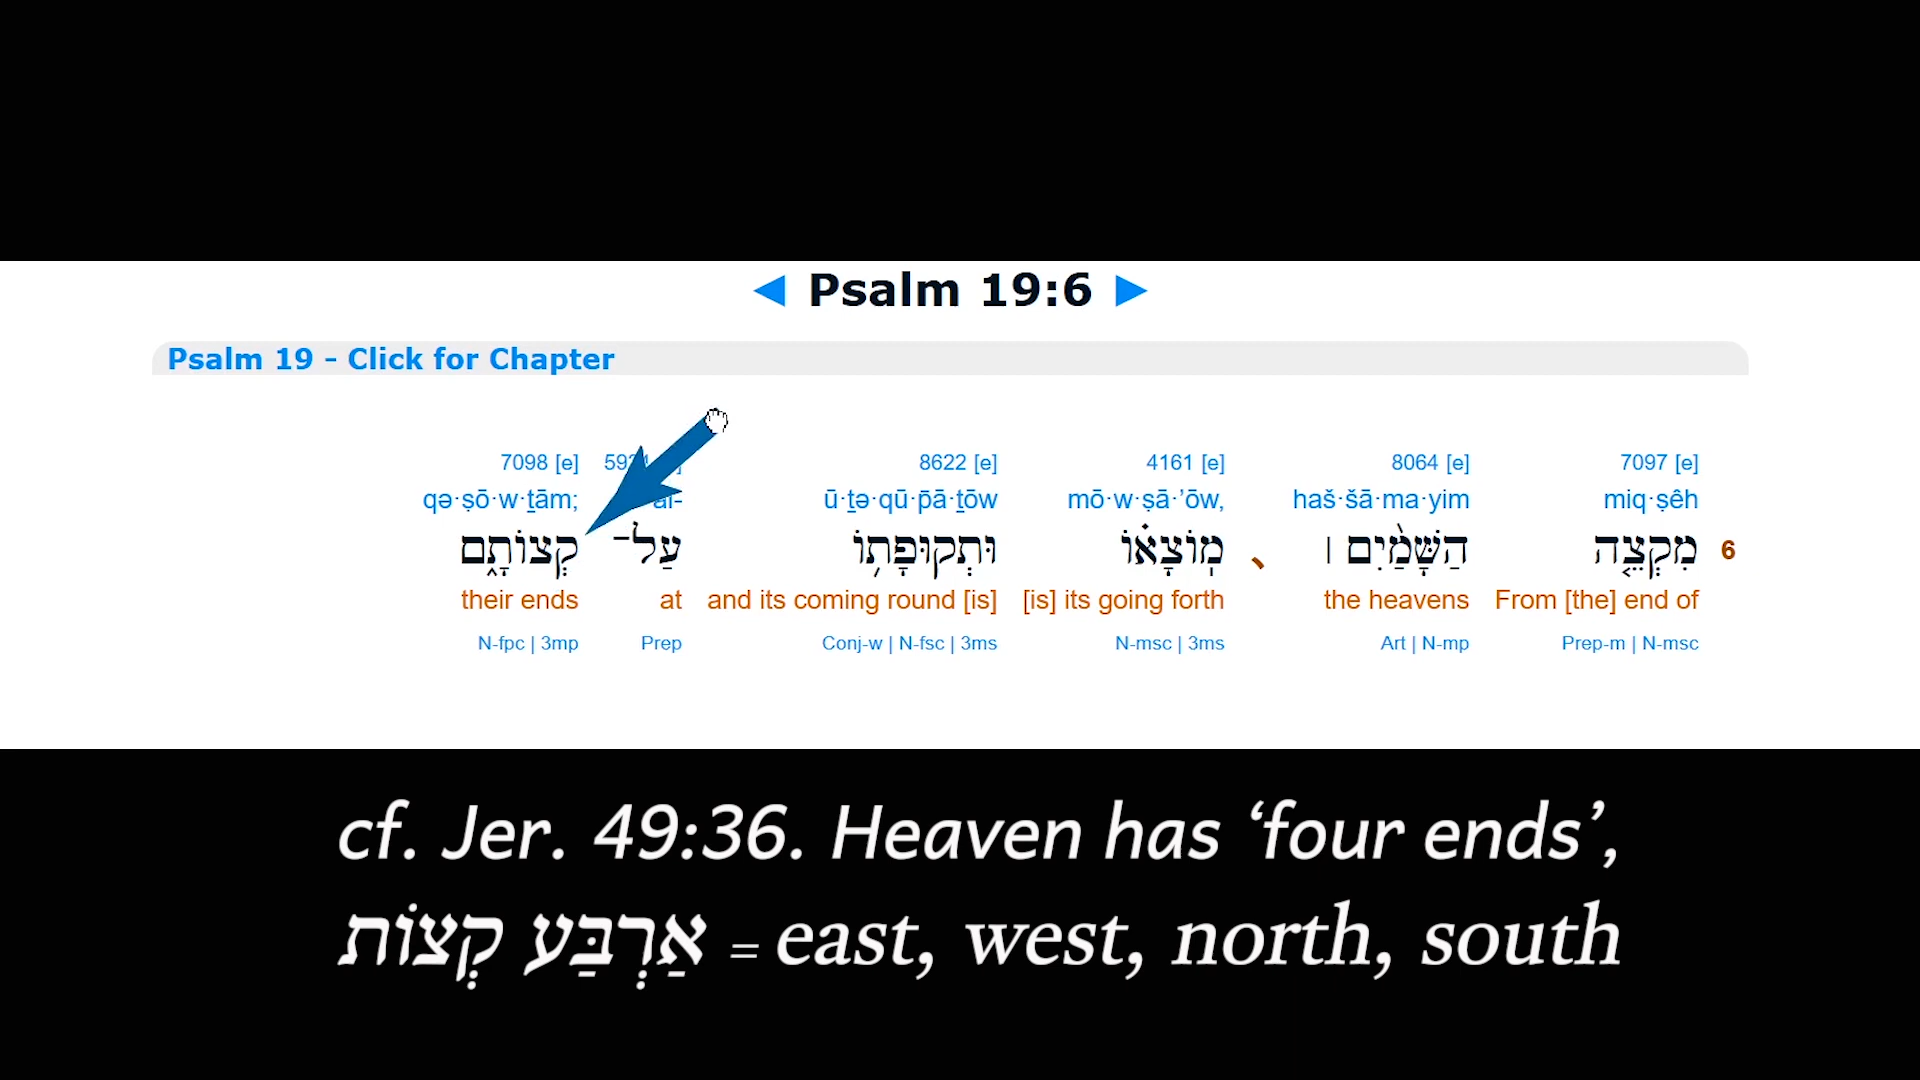 ◀ Psalm 19:6 ▶
Psalm 19 – Click for Chapter
7098 [e] 8622 [e] 4161 [e] 8064 [e] 7097 [e]
qə·ṣō·w·ṯām; ū·ṯə·qū·p̄ā·ṯōw mō·w·ṣā·’ōw, haš·šā·ma·yim miq·ṣêh
6 מִקְצֵ֤ה הַשָּׁמַ֨יִם ׀ מֽוֹצָא֗וֹ וּתְקוּפָת֥וֹ עַל־ קְצוֹתָ֑ם
their ends at and its coming round [is] [is] its going forth 、 the heavens From [the] end of
N-fpc | 3mp Prep Conj-w | N-fsc | 3ms N-msc | 3ms Art | N-mp Prep-m | N-msc
cf. Jer. 49:36. Heaven has ‘four ends’,
אַרְבַּע קְצוֹת = east, west, north, south